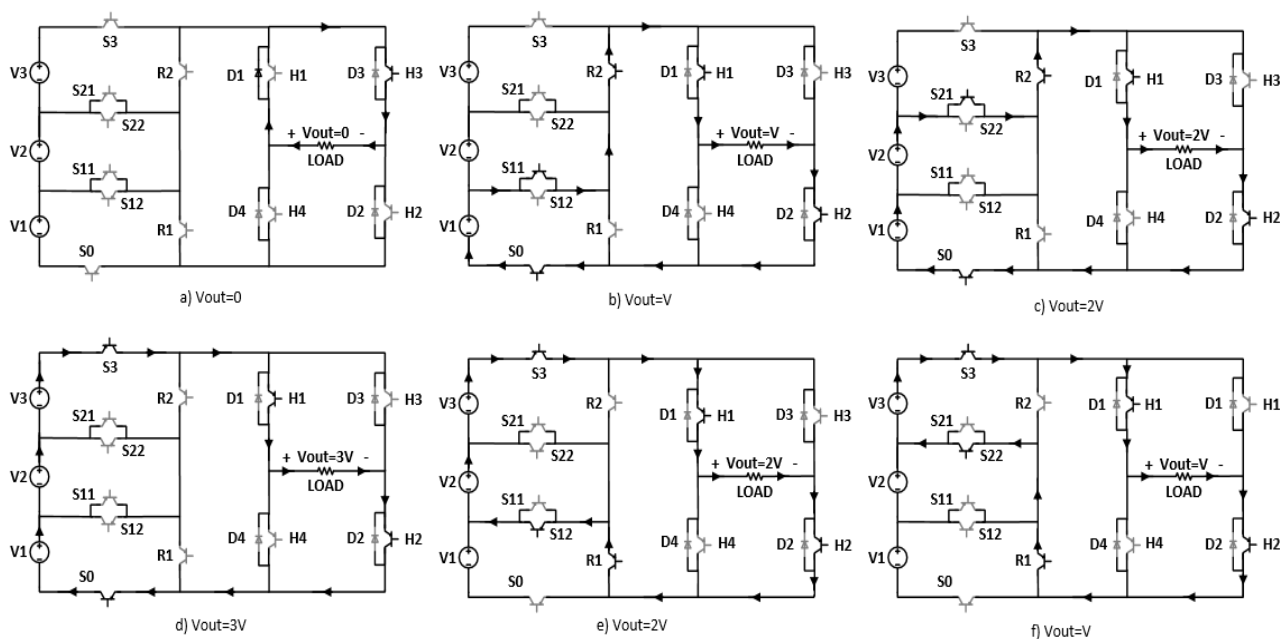 S3
V3
R2
D1
H1
D3
H3
S21
S22
+ Vout=0 -
LOAD
V2
S11
S12
D4
H4
D2
H2
V1
R1
S0
a) Vout=0
S3
V3
R2
D1
H1
D3
H3
S21
S22
+ Vout=V -
LOAD
V2
S11
S12
D4
H4
D2
H2
V1
R1
S0
b) Vout=V
S3
V3
R2
D1
H1
D3
H3
S21
S22
+ Vout=2V -
LOAD
V2
S11
S12
D4
H4
D2
H2
V1
R1
S0
c) Vout=2V
S3
V3
R2
D1
H1
D3
H3
S21
S22
+ Vout=3V -
LOAD
V2
S11
S12
D4
H4
D2
H2
V1
R1
S0
d) Vout=3V
S3
V3
R2
D1
H1
D3
H3
S21
S22
+ Vout=2V -
LOAD
V2
S11
S12
D4
H4
D2
H2
V1
R1
S0
e) Vout=2V
S3
V3
R2
D1
H1
D1
H1
S21
S22
+ Vout=V -
LOAD
V2
S11
S12
D4
H4
D2
H2
V1
R1
S0
f) Vout=V